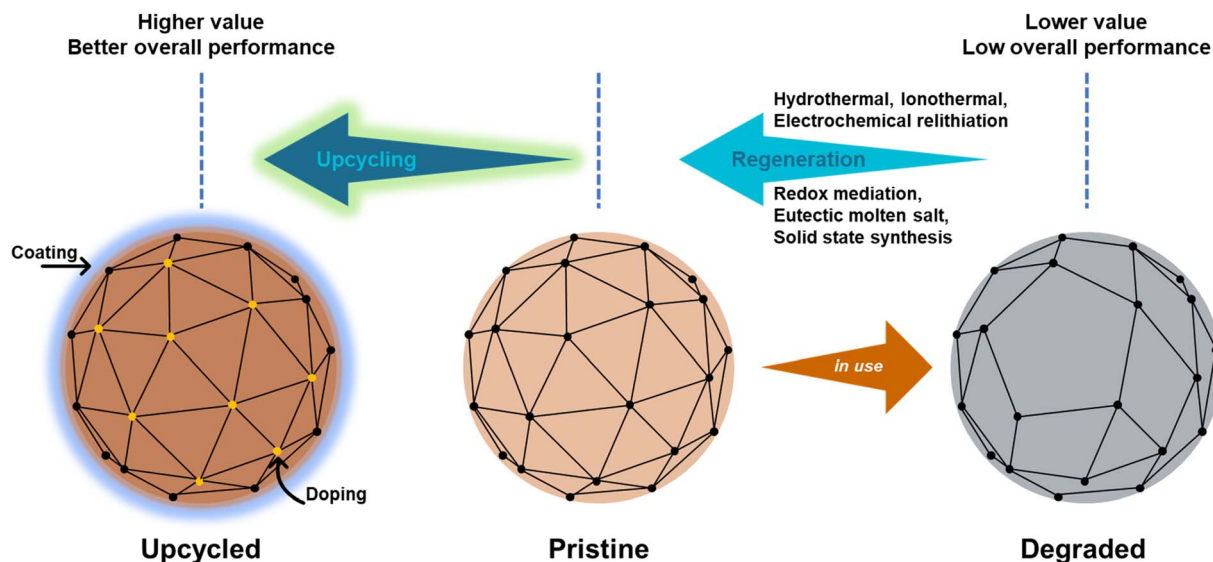 Higher value
Better overall performance
Lower value
Low overall performance
Hydrothermal, Ionothermal,
Electrochemical relithiation
Upcycling
Regeneration
Redox mediation,
Eutectic molten salt,
Solid state synthesis
Coating
in use
Doping
Upcycled
Pristine
Degraded